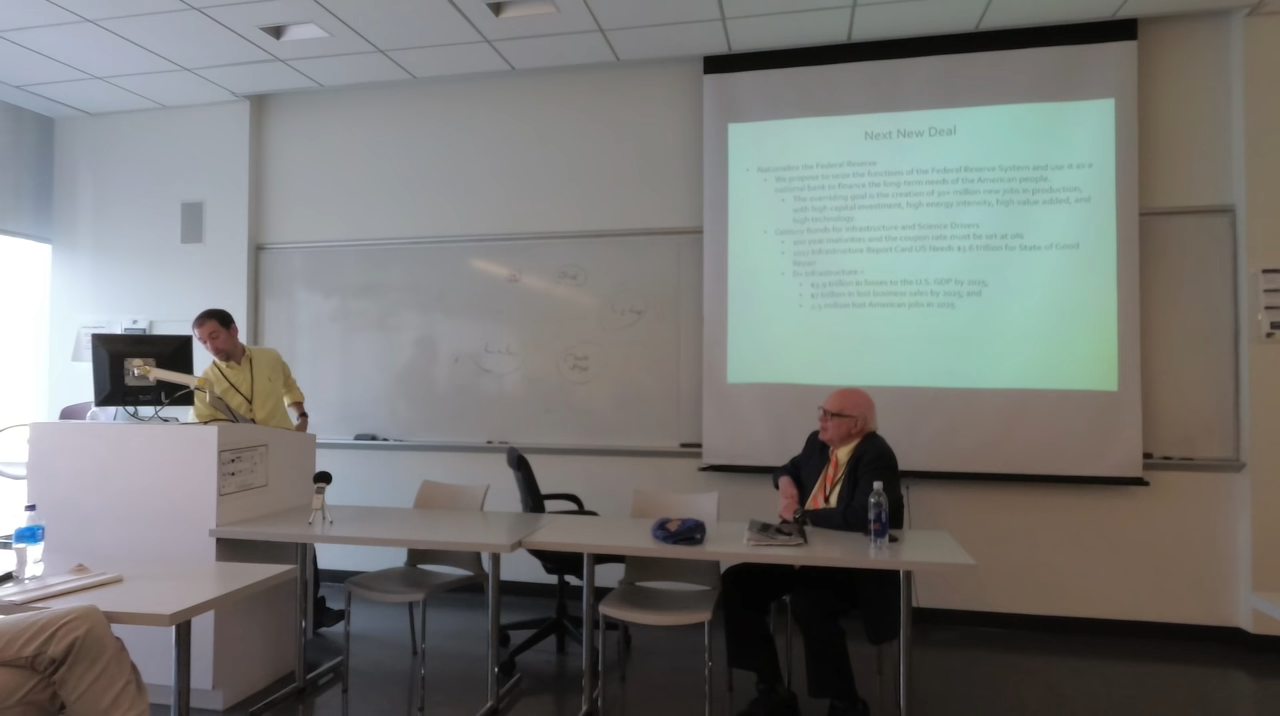 Next New Deal
Nationalize the Federal Reserve
We propose to seize the functions of the Federal Reserve System and use it as a
national bank to finance the long-term needs of the American people.
The overriding goal is the creation of 30+ million new jobs in production,
with high capital investment, high energy intensity, high value added, and
high technology.
Century Bonds for Infrastructure and Science Drivers
100 year maturities and the coupon rate must be set at 0%
2017 Infrastructure Report Card US Needs $3.6 trillion for State of Good
Repair
D+ Infrastructure =
$3.9 trillion in losses to the U.S. GDP by 2025;
$7 trillion in lost business sales by 2025; and
2.5 million lost American jobs in 2025